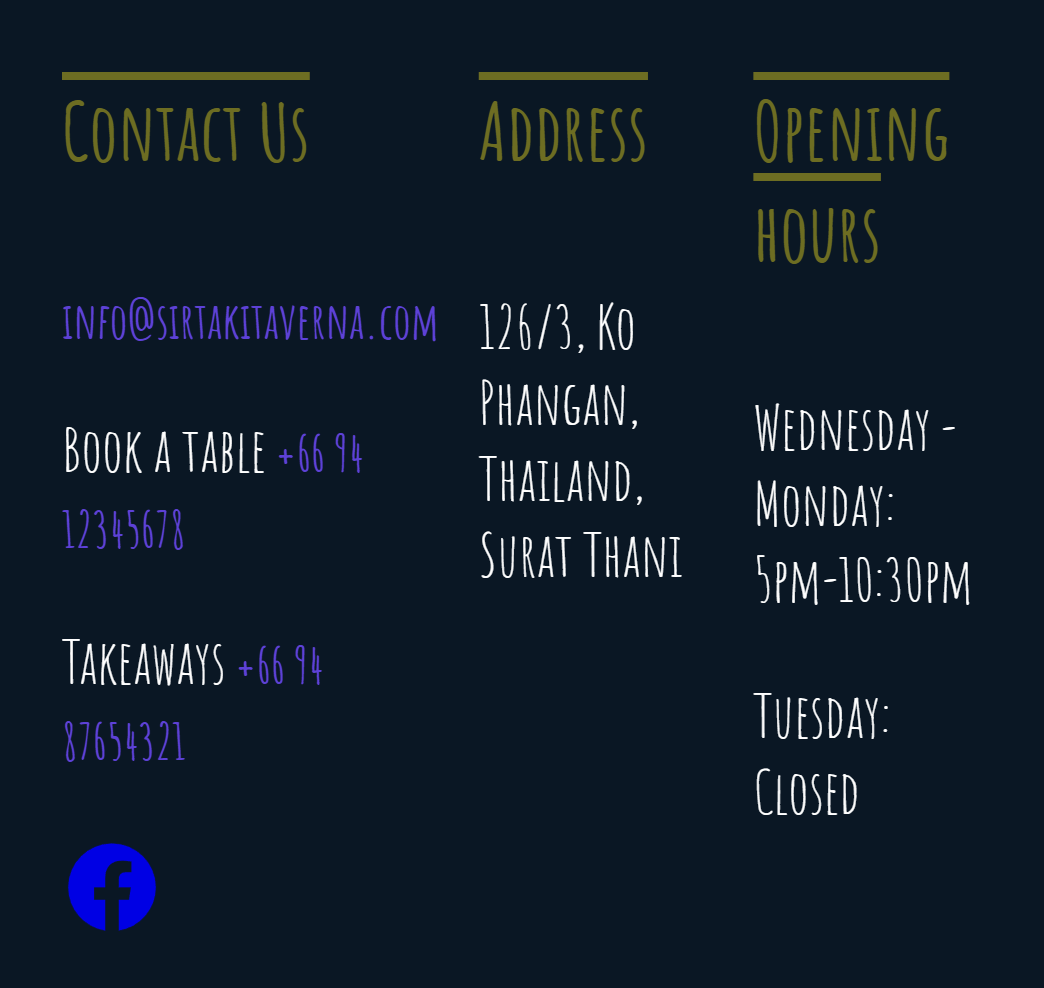 Contact Us
info@sirtakitaverna.com
Book a table +66 94
12345678
Takeaways +66 94
87654321
Address
126/3, Ko
Phangan,
Thailand,
Surat Thani
Opening
hours
Wednesday -
Monday:
5pm-10:30pm
Tuesday:
Closed